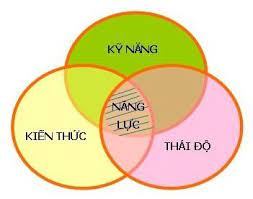 KỸ NĂNG
NĂNG
LỰC
KIẾN THỨC
THÁI ĐỘ